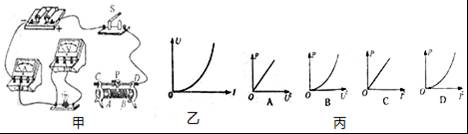 S
C P D
A B
甲
U
O I
乙
P P P P
O A U² O B U² O C I² O D I²
丙